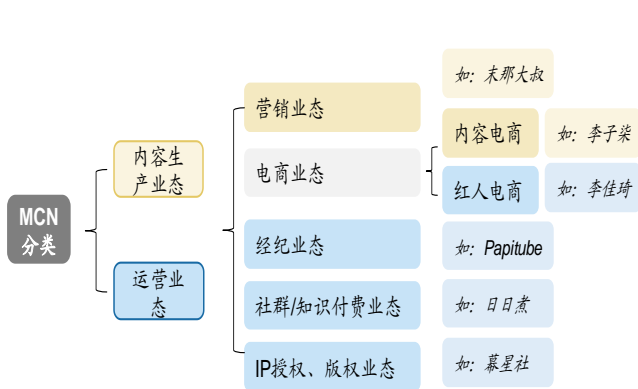 如：末那大叔
营销业态
内容电商
如：李子柒
内容生
产业态
电商业态
红人电商
如：李佳琦
MCN
分类
经纪业态
如：Papitube
运营业
态
社群/知识付费业态
如：日日煮
IP授权、版权业态
如：慕星社